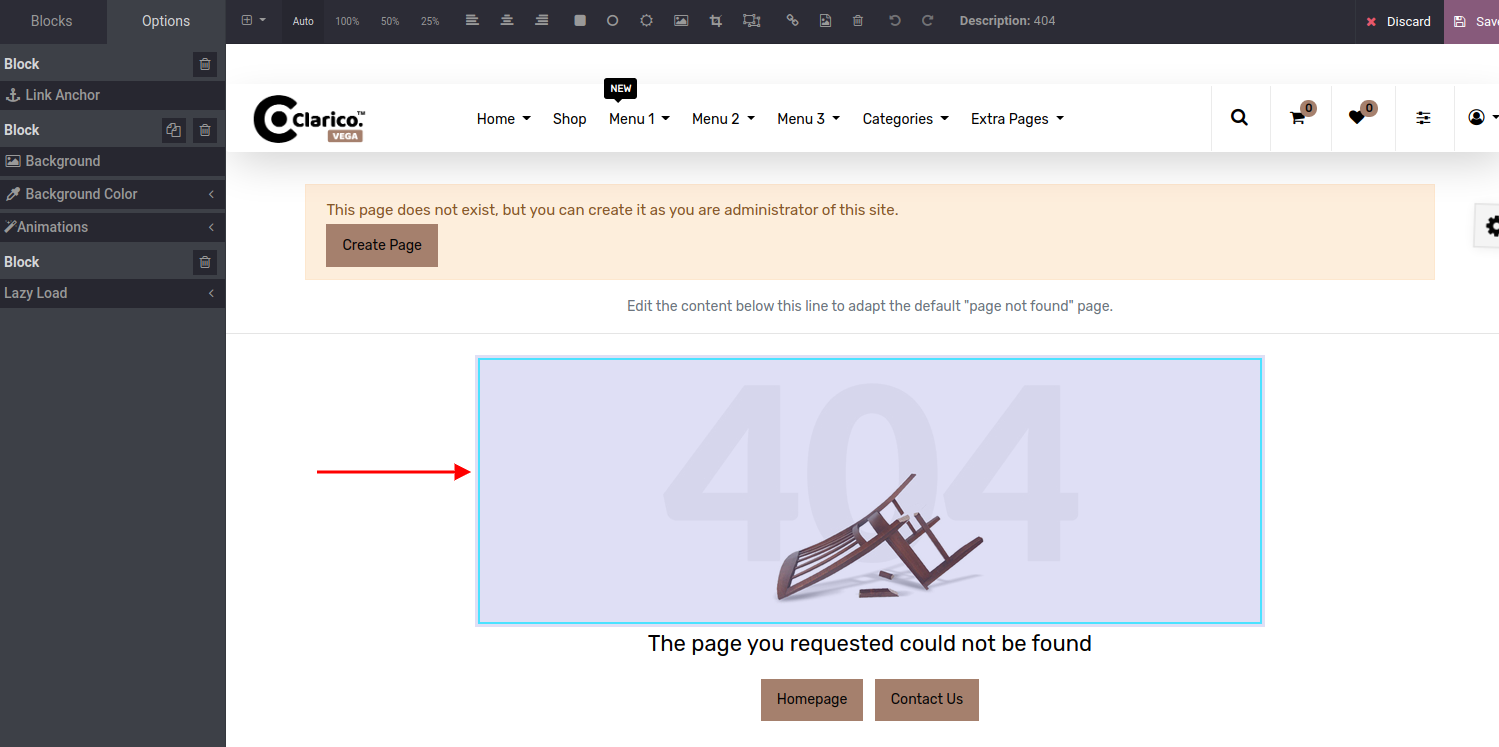 Blocks Options Auto 100% 50% 25% Description: 404 Discard Save
Block
Link Anchor
Block
Background
Background Color
Animations
Block
Lazy Load
NEW
Clarico.™
VEGA
Home Shop Menu 1 Menu 2 Menu 3 Categories Extra Pages 0 0
This page does not exist, but you can create it as you are administrator of this site.
Create Page
Edit the content below this line to adapt the default "page not found" page.
404
The page you requested could not be found
Homepage Contact Us